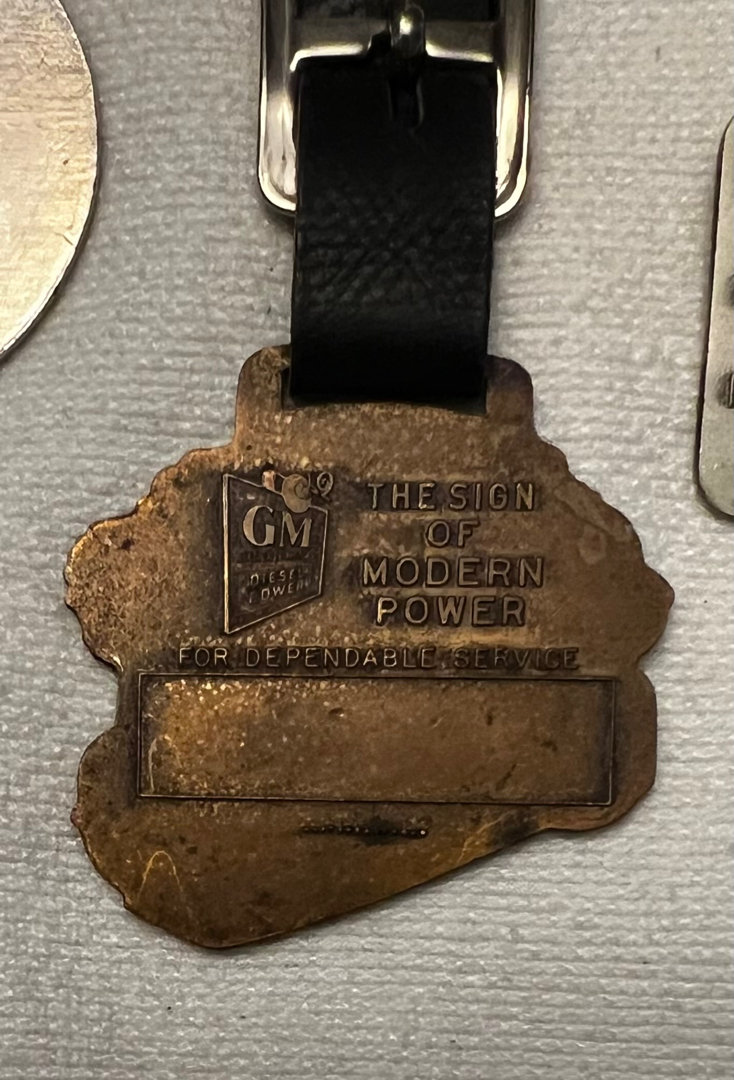 GM
DIESEL
POWER
THE SIGN
OF
MODERN
POWER
FOR DEPENDABLE SERVICE